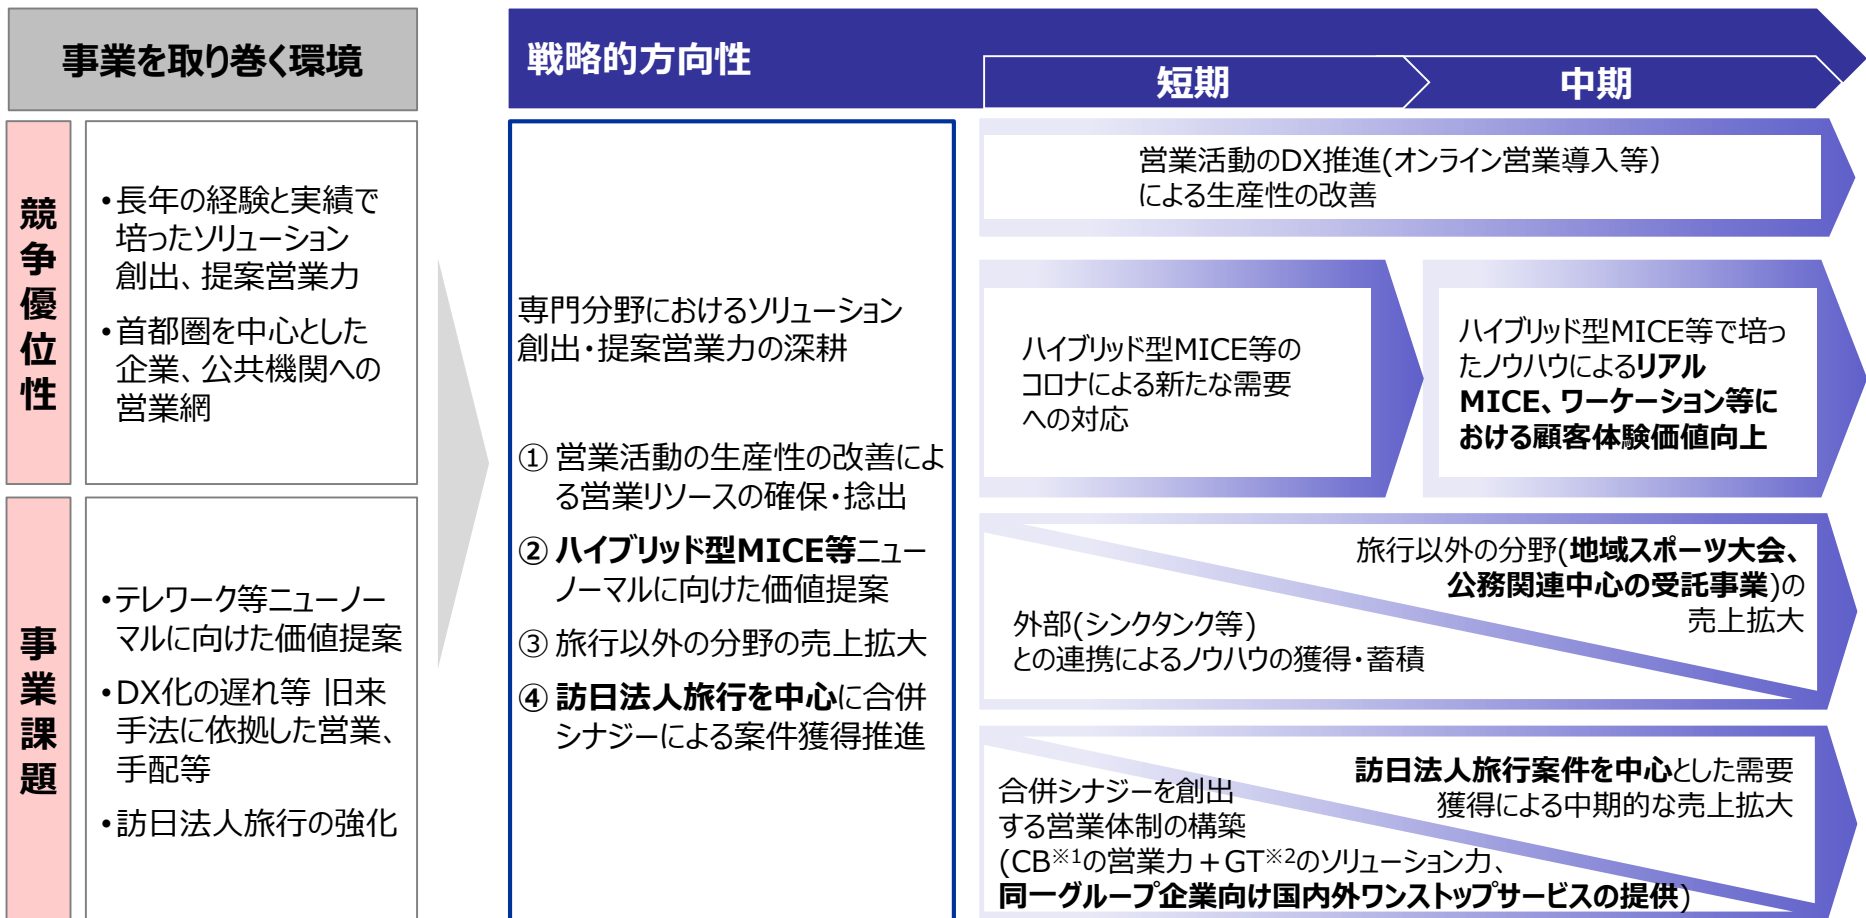 事業を取り巻く環境
競争優位性
•長年の経験と実績で
培ったソリューション
創出、提案営業力
•首都圏を中心とした
企業、公共機関への
営業網
事業課題
•テレワーク等ニューノー
マルに向けた価値提案
•DX化の遅れ等 旧来
手法に依拠した営業、
手配等
•訪日法人旅行の強化
戦略的方向性
短期
中期
専門分野におけるソリューション
創出・提案営業力の深耕
① 営業活動の生産性の改善によ
る営業リソースの確保・捻出
② ハイブリッド型MICE等ニュー
ノーマルに向けた価値提案
③ 旅行以外の分野の売上拡大
④ 訪日法人旅行を中心に合併
シナジーによる案件獲得推進
営業活動のDX推進(オンライン営業導入等)
による生産性の改善
ハイブリッド型MICE等の
コロナによる新たな需要
への対応
ハイブリッド型MICE等で培っ
たノウハウによるリアル
MICE、ワーケーション等に
おける顧客体験価値向上
旅行以外の分野(地域スポーツ大会、
公務関連中心の受託事業)の
売上拡大
外部(シンクタンク等)
との連携によるノウハウの獲得・蓄積
訪日法人旅行案件を中心とした需要
獲得による中期的な売上拡大
合併シナジーを創出
する営業体制の構築
(CB※1の営業力＋GT※2のソリューション力、
同一グループ企業向け国内外ワンストップサービスの提供)